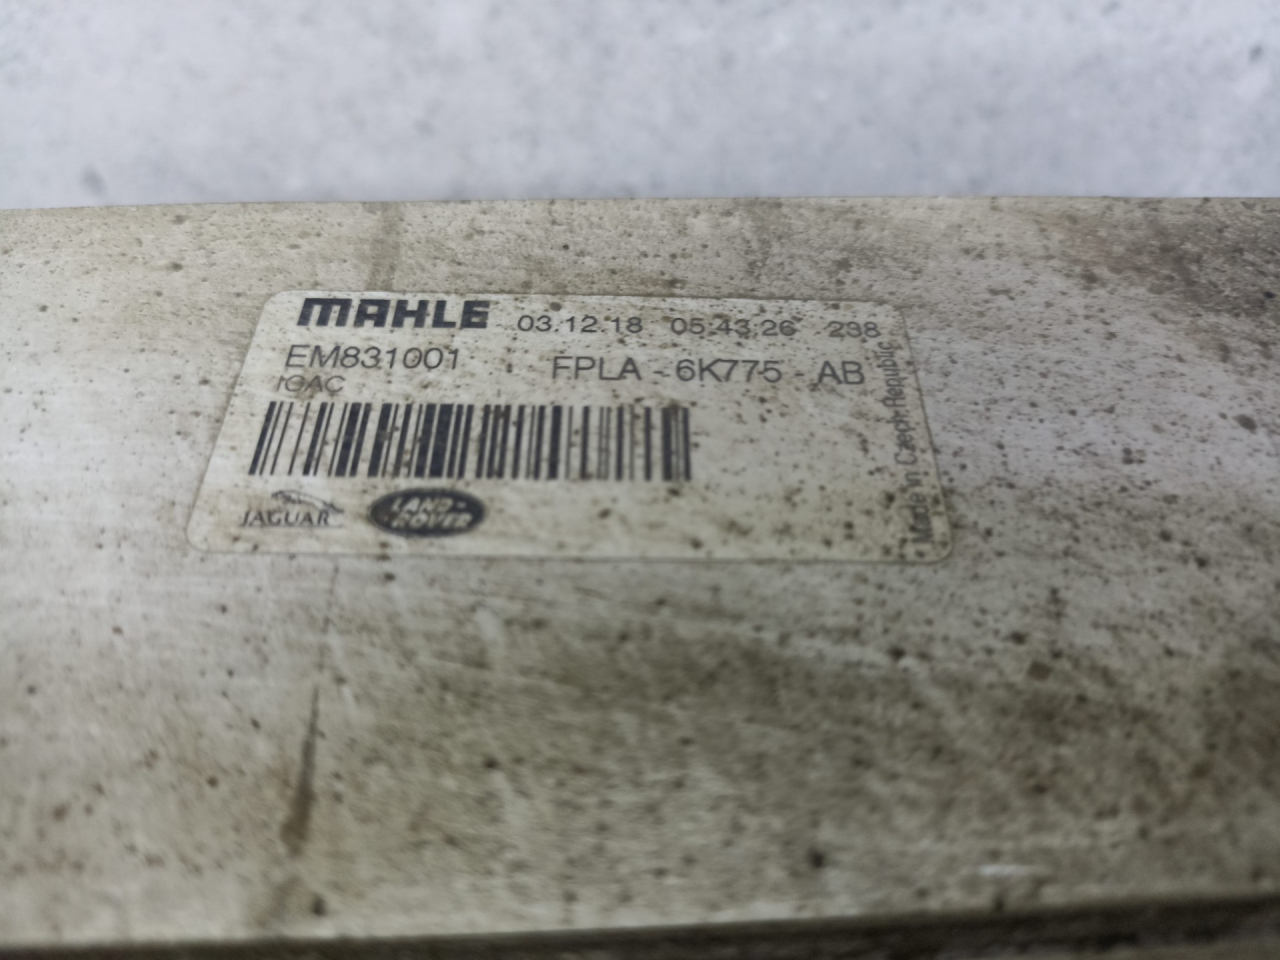 MAHLE 03.12.18 05:43:26 238
EM831001 FPLA - 6K775 - AB
rCAC
JAGUAR
LAND-
ROVER
Made in Czech Republic